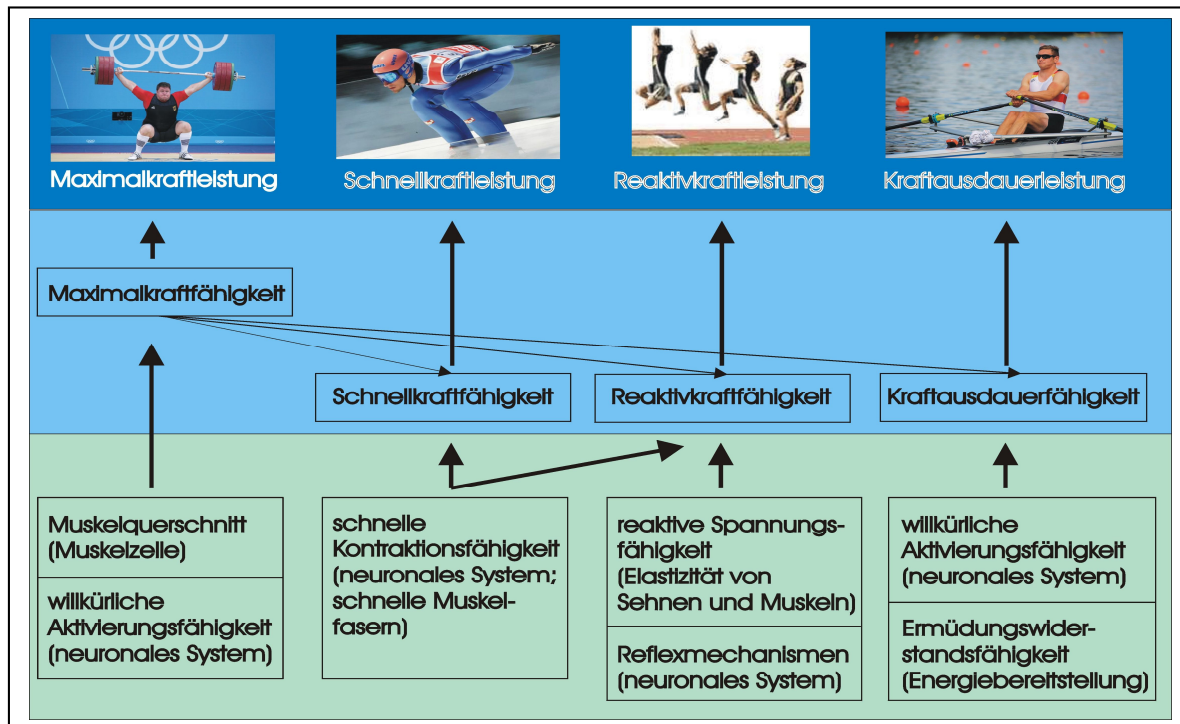 Maximalkraftleistung
Schnellkraftleistung
Reaktivkraftleistung
Kraftausdauerleistung
Maximalkraftfähigkeit
Schnellkraftfähigkeit
Reaktivkraftfähigkeit
Kraftausdauerfähigkeit
Muskelquerschnitt
(Muskelzelle)
willkürliche
Aktivierungsfähigkeit
(neuronales System)
schnelle
Kontraktionsfähigkeit
(neuronales System;
schnelle Muskel-
fasern)
reaktive Spannungs-
fähigkeit
(Elastizität von
Sehnen und Muskeln)
Reflexmechanismen
(neuronales System)
willkürliche
Aktivierungsfähigkeit
(neuronales System)
Ermüdungswider-
standsfähigkeit
(Energiebereitstellung)